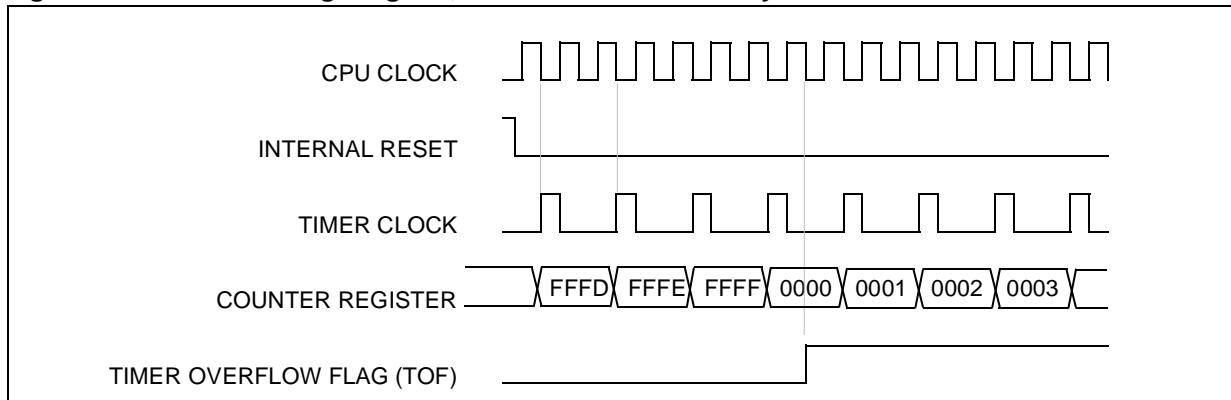 CPU CLOCK
INTERNAL RESET
TIMER CLOCK
COUNTER REGISTER FFFD FFFE FFFF 0000 0001 0002 0003
TIMER OVERFLOW FLAG (TOF)